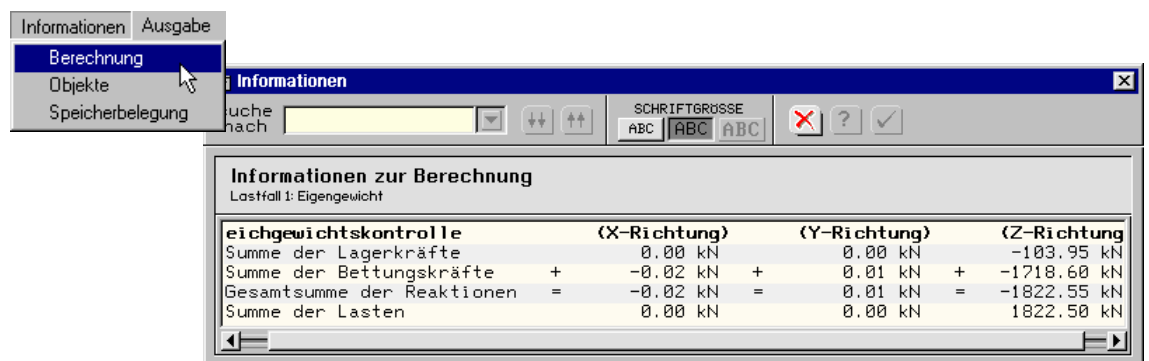 Informationen Ausgabe
Berechnung
Objekte
Speicherbelegung
Informationen
suche
nach
SCHRIFTGRÖSSE
ABC ABC ABC
?
Informationen zur Berechnung
Lastfall 1: Eigengewicht
eichgewichtskontrolle (X-Richtung) (Y-Richtung) (Z-Richtung
Summe der Lagerkräfte 0.00 kN 0.00 kN -103.95 kN
Summe der Bettungskräfte + -0.02 kN + 0.01 kN + -1718.60 kN
Gesamtsumme der Reaktionen = -0.02 kN = 0.01 kN = -1822.55 kN
Summe der Lasten 0.00 kN 0.00 kN 1822.50 kN